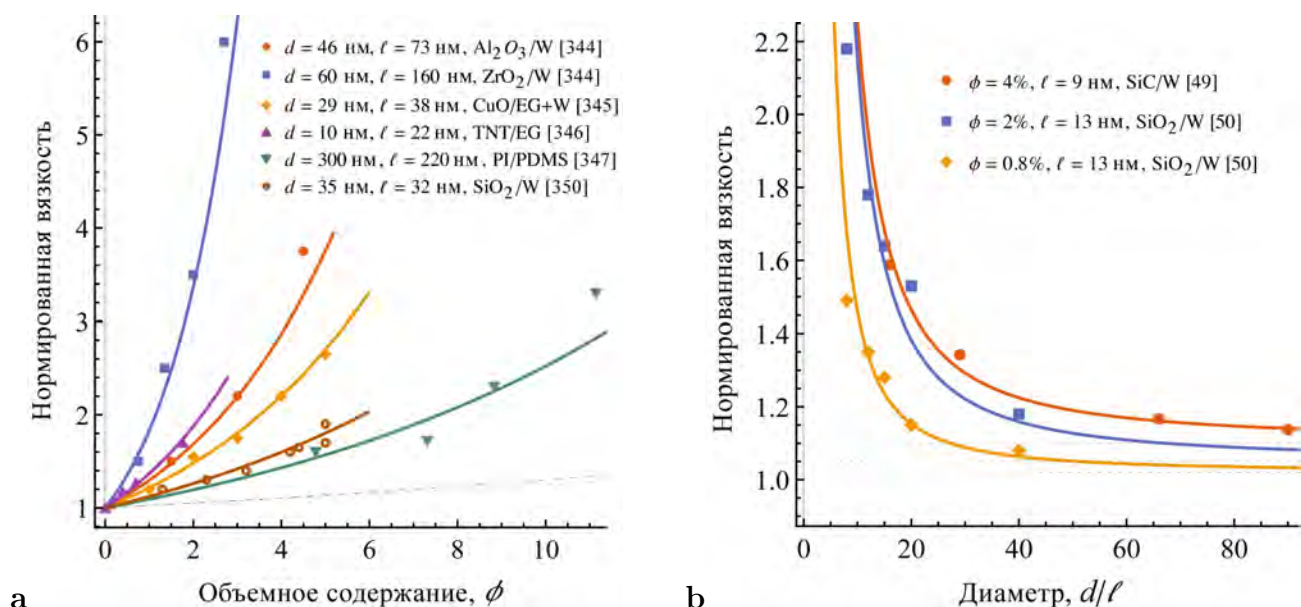 6
5
4
3
2
1
0
2
4
6
8
10
Нормированная вязкость
Объемное содержание, ϕ
d = 46 нм, ℓ = 73 нм, Al₂O₃/W [344]
d = 60 нм, ℓ = 160 нм, ZrO₂/W [344]
d = 29 нм, ℓ = 38 нм, CuO/EG+W [345]
d = 10 нм, ℓ = 22 нм, TNT/EG [346]
d = 300 нм, ℓ = 220 нм, PI/PDMS [347]
d = 35 нм, ℓ = 32 нм, SiO₂/W [350]
a
2.2
2.0
1.8
1.6
1.4
1.2
1.0
0
20
40
60
80
Нормированная вязкость
Диаметр, d/ℓ
ϕ = 4%, ℓ = 9 нм, SiC/W [49]
ϕ = 2%, ℓ = 13 нм, SiO₂/W [50]
ϕ = 0.8%, ℓ = 13 нм, SiO₂/W [50]
b